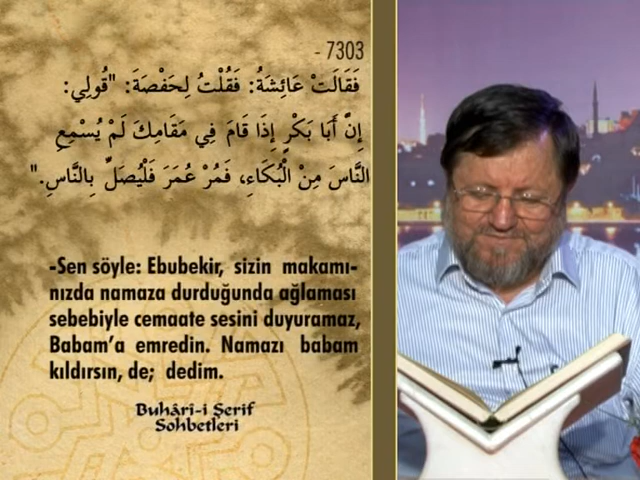 - 7303
فَقَالَتْ عَائِشَةُ: فَقُلْتُ لِحَفْصَةَ: "قُولِي:
إِنَّ أَبَا بَكْرٍ إِذَا قَامَ فِي مَقَامِكَ لَمْ يُسْمِعِ
النَّاسَ مِنْ الْبُكَاءِ، فَمُرْ عُمَرَ فَلْيُصَلِّ بِالنَّاسِ."
-Sen söyle: Ebubekir, sizin makamı-
nızda namaza durduğunda ağlaması
sebebiyle cemaate sesini duyuramaz,
Babam'a emredin. Namazı babam
kıldırsın, de; dedim.
Buhârî-i Şerif
Sohbetleri